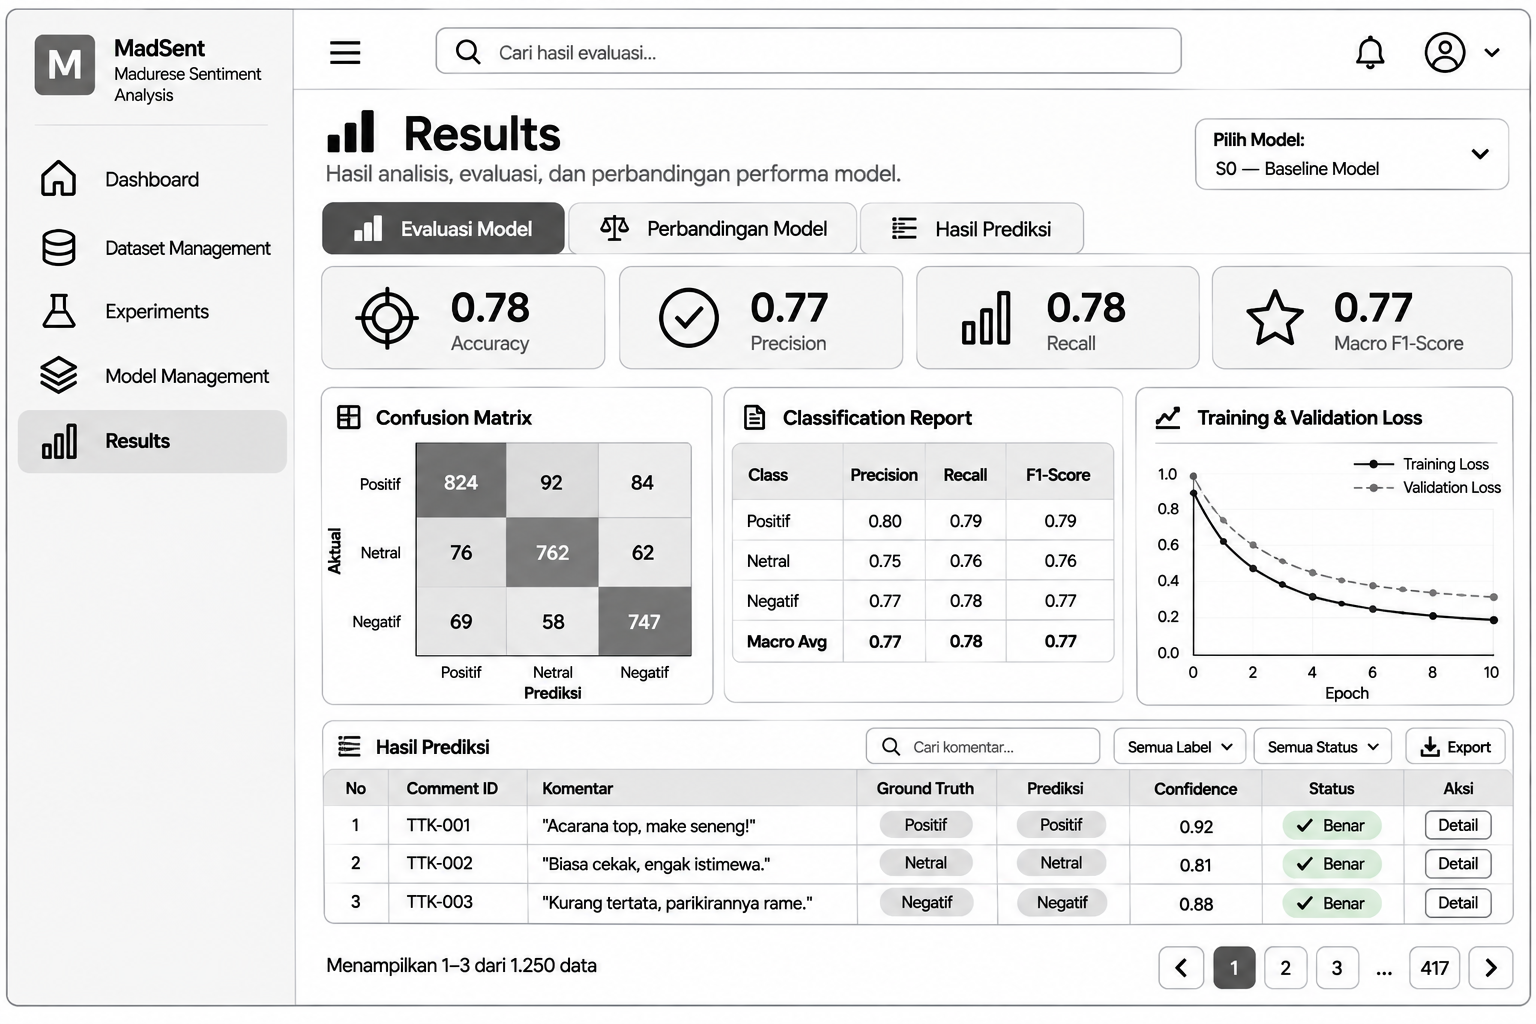 M
MadSent
Madurese Sentiment
Analysis
Dashboard
Dataset Management
Experiments
Model Management
Results
Cari hasil evaluasi...
Results
Hasil analisis, evaluasi, dan perbandingan performa model.
Pilih Model:
S0 — Baseline Model
Evaluasi Model
Perbandingan Model
Hasil Prediksi
0.78
Accuracy
0.77
Precision
0.78
Recall
0.77
Macro F1-Score
Confusion Matrix
Aktual
Positif 824 92 84
Netral 76 762 62
Negatif 69 58 747
Positif Netral Negatif
Prediksi
Classification Report
Class Precision Recall F1-Score
Positif 0.80 0.79 0.79
Netral 0.75 0.76 0.76
Negatif 0.77 0.78 0.77
Macro Avg 0.77 0.78 0.77
Training & Validation Loss
Training Loss
Validation Loss
1.0
0.8
0.6
0.4
0.2
0.0
0 2 4 6 8 10
Epoch
Hasil Prediksi
Cari komentar...
Semua Label
Semua Status
Export
No Comment ID Komentar Ground Truth Prediksi Confidence Status Aksi
1 TTK-001 "Acarana top, make seneng!" Positif Positif 0.92 Benar Detail
2 TTK-002 "Biasa cekak, engak istimewa." Netral Netral 0.81 Benar Detail
3 TTK-003 "Kurang tertata, parikirannya rame." Negatif Negatif 0.88 Benar Detail
Menampilkan 1–3 dari 1.250 data
1 2 3 ... 417